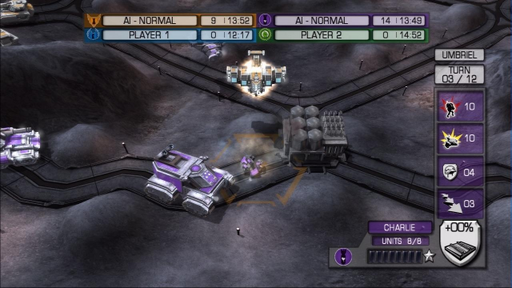 AI - NORMAL 9 13:52
AI - NORMAL 14 13:49
PLAYER 1 0 12:17
PLAYER 2 0 14:52
UMBRIEL
TURN
03 / 12
10
10
04
03
+00%
CHARLIE
UNITS 8/8